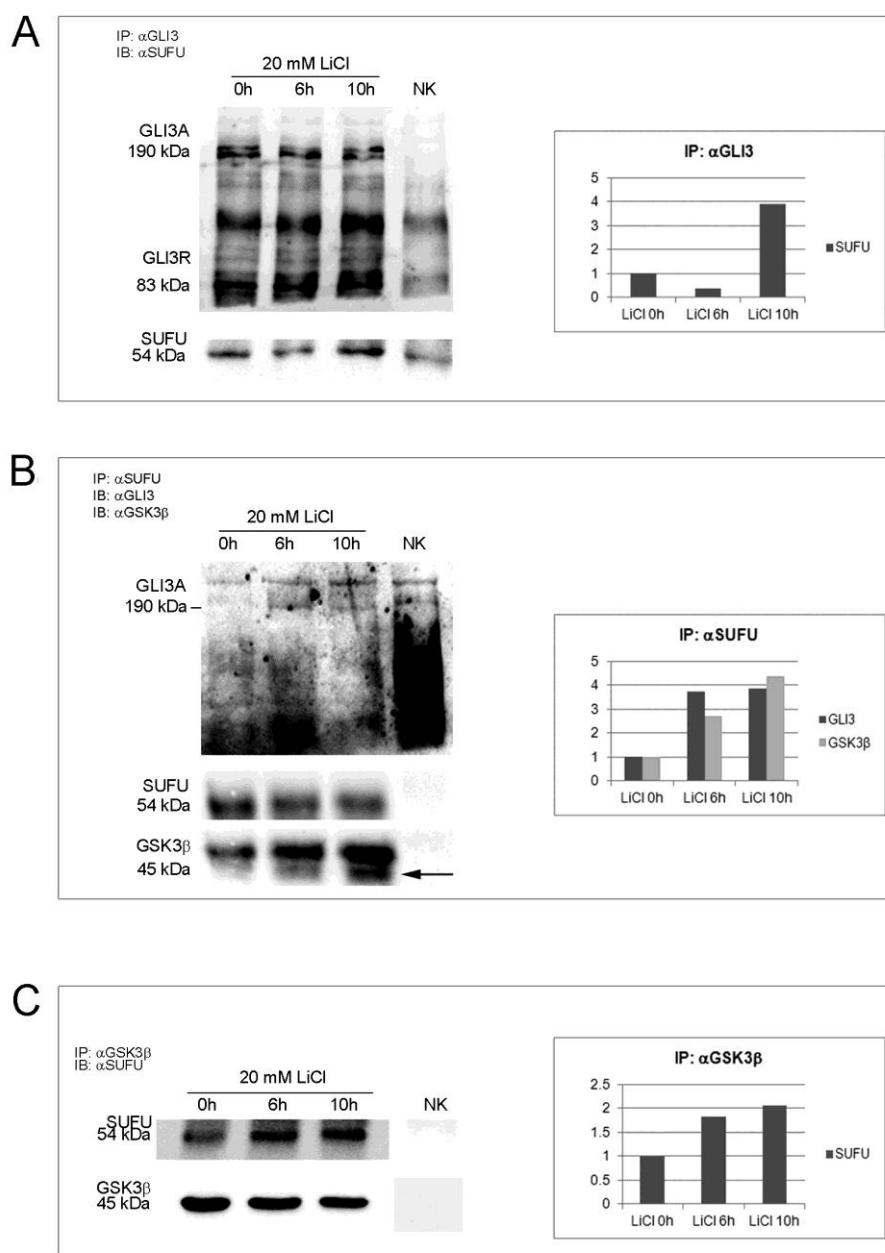 A
IP: αGLI3
IB: αSUFU
20 mM LiCl
0h 6h 10h NK
GLI3A
190 kDa
GLI3R
83 kDa
SUFU
54 kDa
IP: αGLI3
5
4
3
2
1
0
LiCl 0h LiCl 6h LiCl 10h
SUFU
B
IP: αSUFU
IB: αGLI3
IB: αGSK3β
20 mM LiCl
0h 6h 10h NK
GLI3A
190 kDa
SUFU
54 kDa
GSK3β
45 kDa
IP: αSUFU
5
4
3
2
1
0
LiCl 0h LiCl 6h LiCl 10h
GLI3
GSK3β
C
IP: αGSK3β
IB: αSUFU
20 mM LiCl
0h 6h 10h NK
SUFU
54 kDa
GSK3β
45 kDa
IP: αGSK3β
2.5
2
1.5
1
0.5
0
LiCl 0h LiCl 6h LiCl 10h
SUFU